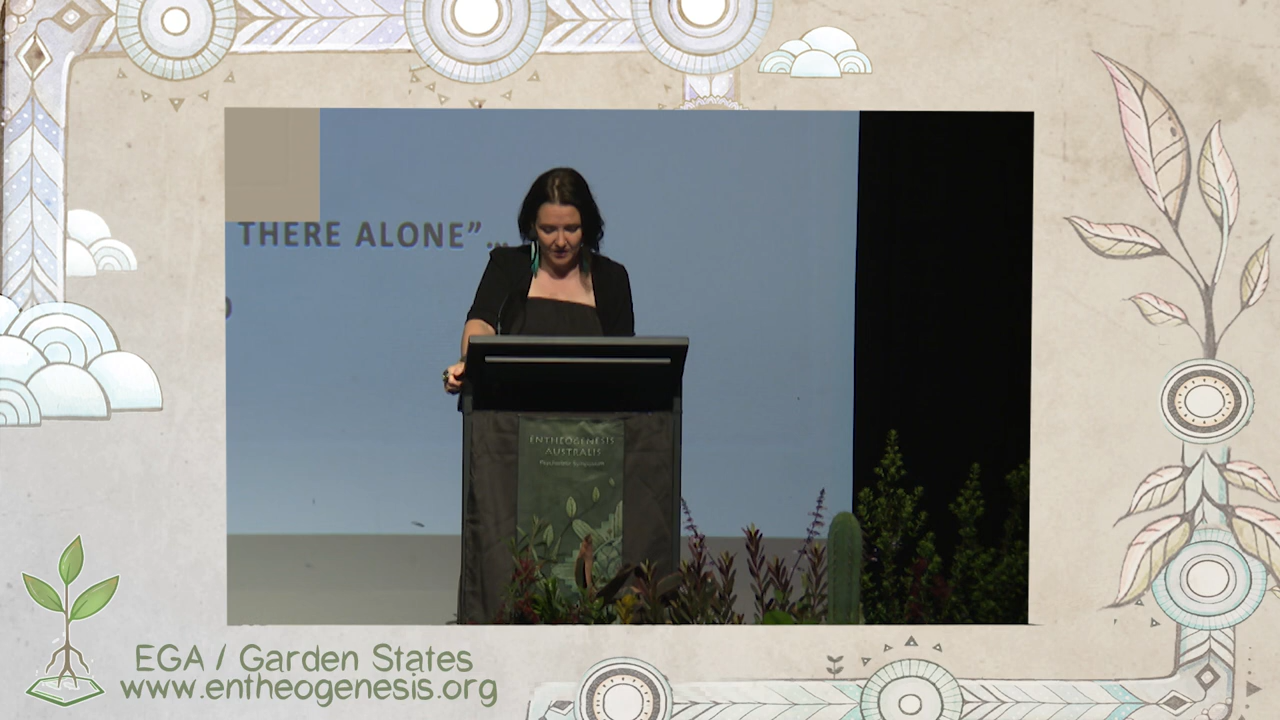 THERE ALONE”…
ENTHEOGENESIS
AUSTRALIS
EGA / Garden States
www.entheogenesis.org